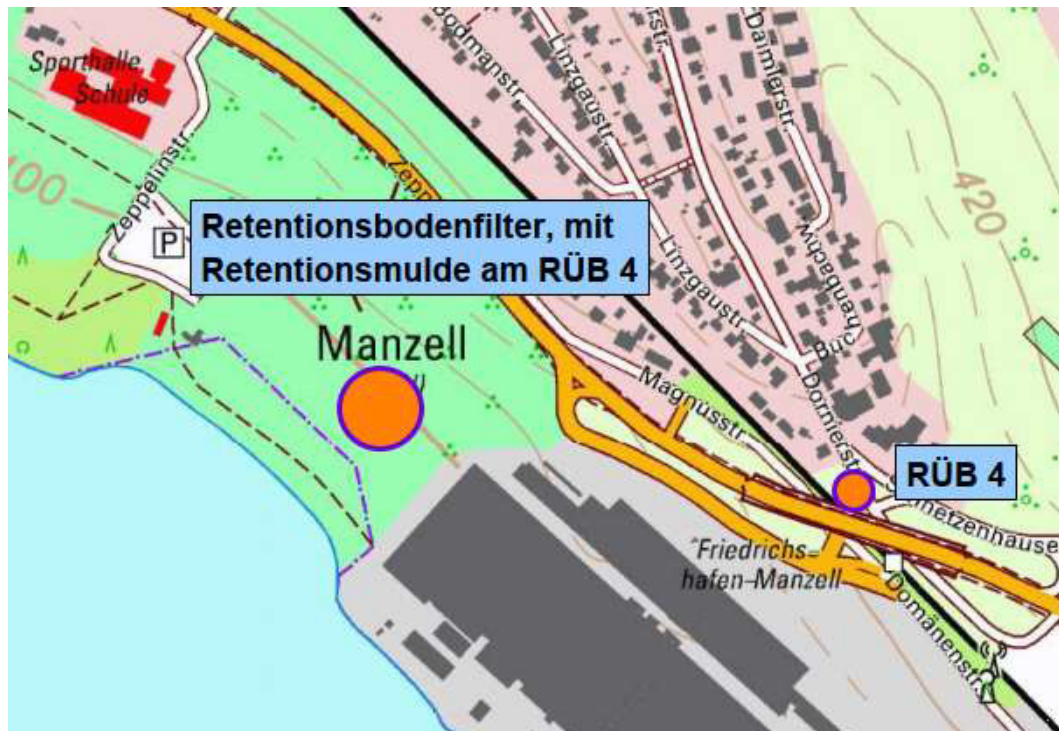 Sporthalle
Schule
Zeppelinstr.
400
P
Retentionsbodenfilter, mit
Retentionsmulde am RÜB 4
Manzell
Bodmanstr.
Linzgaustr.
Daimlerstr.
Linzgaustr.
Magnusstr.
Dornierstr.
420
RÜB 4
Friedrichs=
hafen-Manzell
Domänenstr.